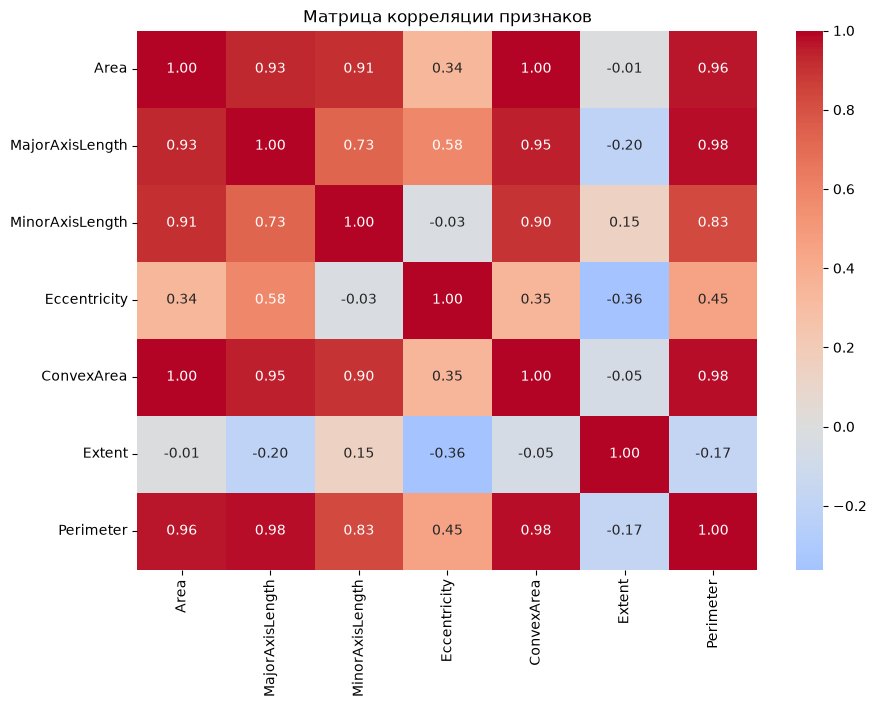 Матрица корреляции признаков
Area 1.00 0.93 0.91 0.34 1.00 -0.01 0.96
MajorAxisLength 0.93 1.00 0.73 0.58 0.95 -0.20 0.98
MinorAxisLength 0.91 0.73 1.00 -0.03 0.90 0.15 0.83
Eccentricity 0.34 0.58 -0.03 1.00 0.35 -0.36 0.45
ConvexArea 1.00 0.95 0.90 0.35 1.00 -0.05 0.98
Extent -0.01 -0.20 0.15 -0.36 -0.05 1.00 -0.17
Perimeter 0.96 0.98 0.83 0.45 0.98 -0.17 1.00
Area
MajorAxisLength
MinorAxisLength
Eccentricity
ConvexArea
Extent
Perimeter
1.0
0.8
0.6
0.4
0.2
0.0
−0.2